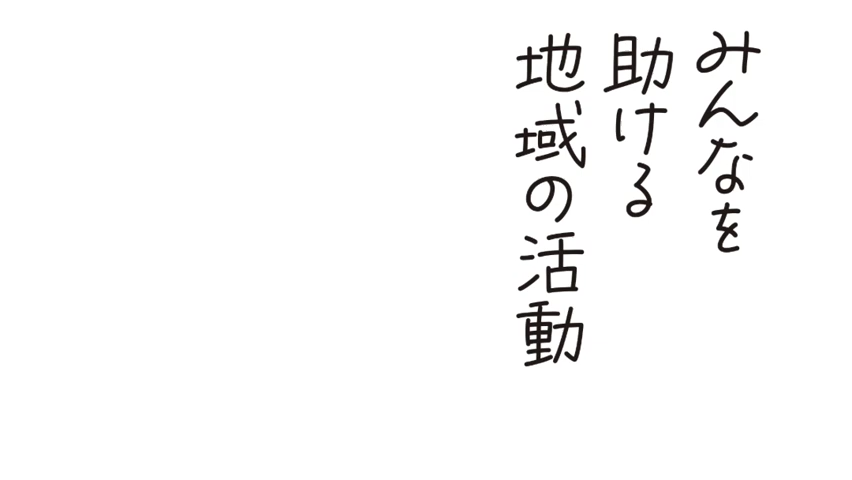 みんなを
助ける
地域の活動